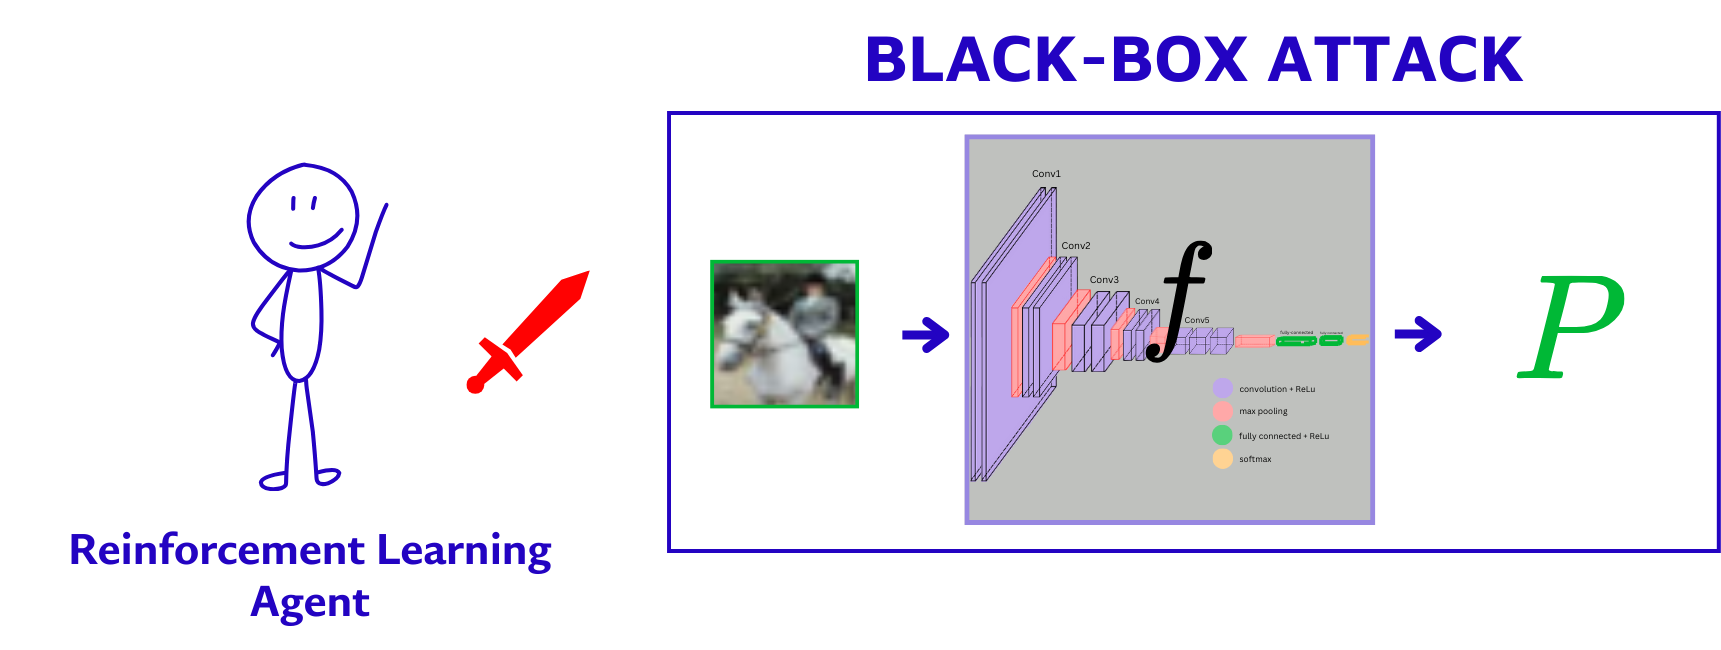 BLACK-BOX ATTACK
Conv1
Conv2
Conv3
Conv4
Conv5
fully-connected
fully-connected
f
P
convolution + ReLu
max pooling
fully connected + ReLu
softmax
Reinforcement Learning
Agent